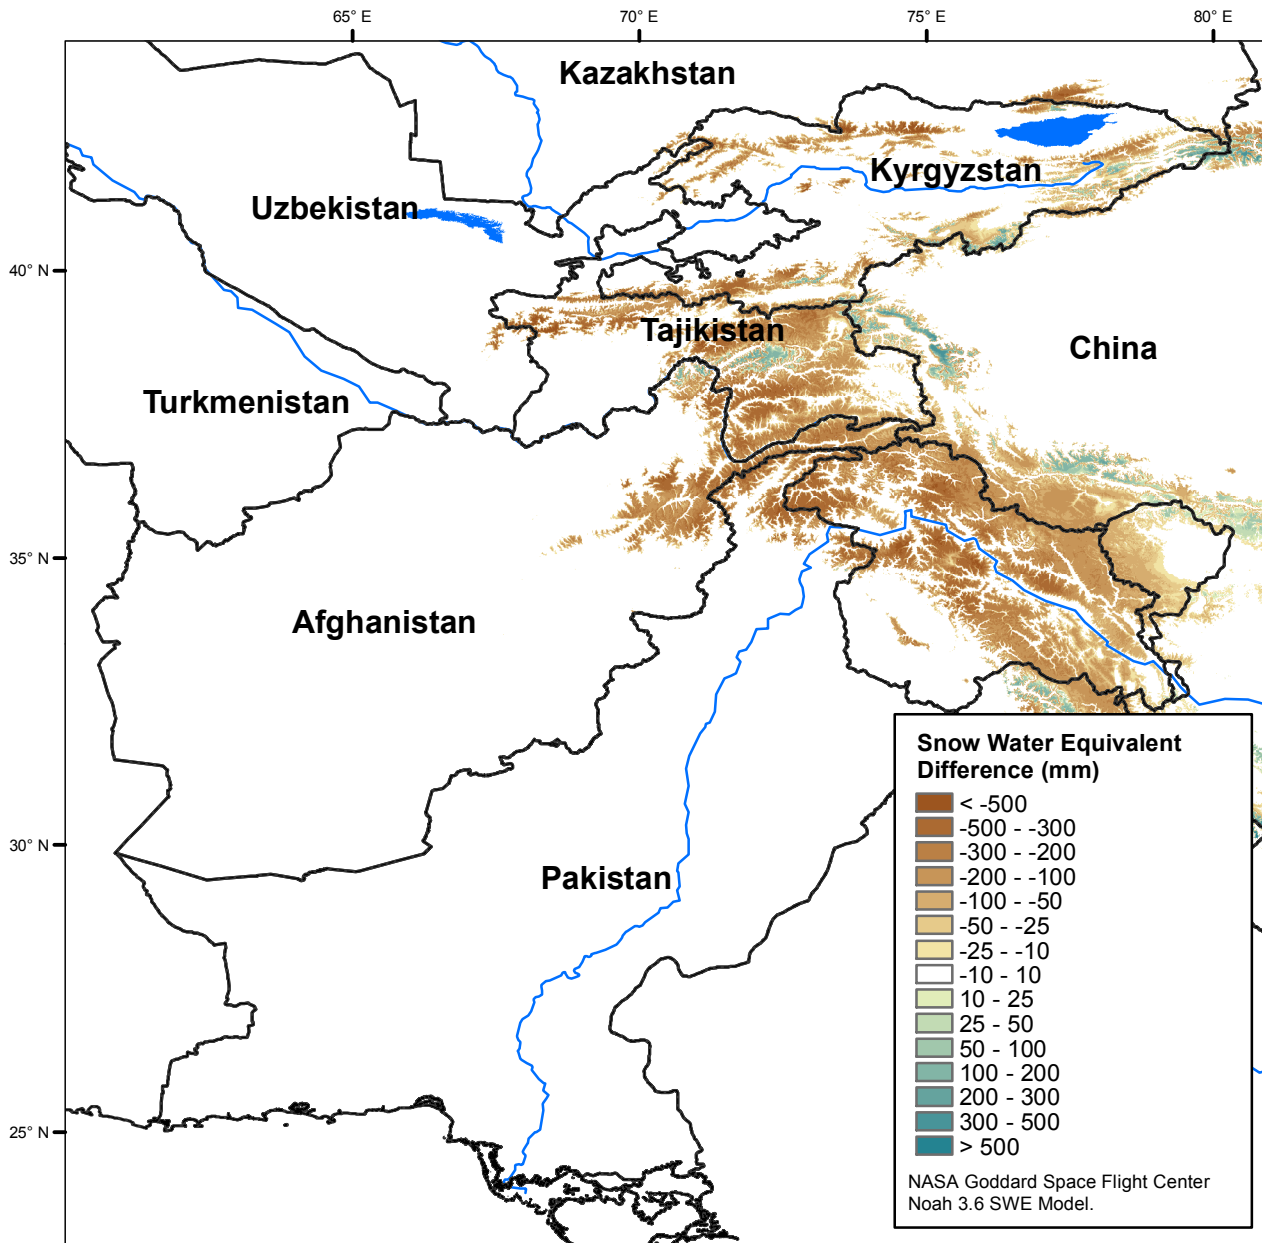 65° E
70° E
75° E
80° E
Kazakhstan
Kyrgyzstan
Uzbekistan
40° N
Tajikistan
China
Turkmenistan
35° N
Afghanistan
30° N
Pakistan
25° N
Snow Water Equivalent
Difference (mm)
< -500
-500 - -300
-300 - -200
-200 - -100
-100 - -50
-50 - -25
-25 - -10
-10 - 10
10 - 25
25 - 50
50 - 100
100 - 200
200 - 300
300 - 500
> 500
NASA Goddard Space Flight Center
Noah 3.6 SWE Model.